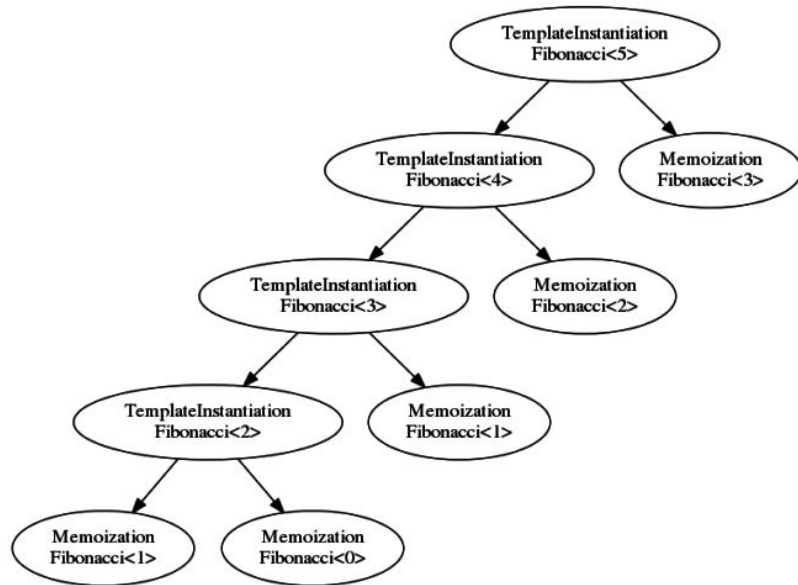 TemplateInstantiation
Fibonacci<5>
TemplateInstantiation
Fibonacci<4>
Memoization
Fibonacci<3>
TemplateInstantiation
Fibonacci<3>
Memoization
Fibonacci<2>
TemplateInstantiation
Fibonacci<2>
Memoization
Fibonacci<1>
Memoization
Fibonacci<1>
Memoization
Fibonacci<0>